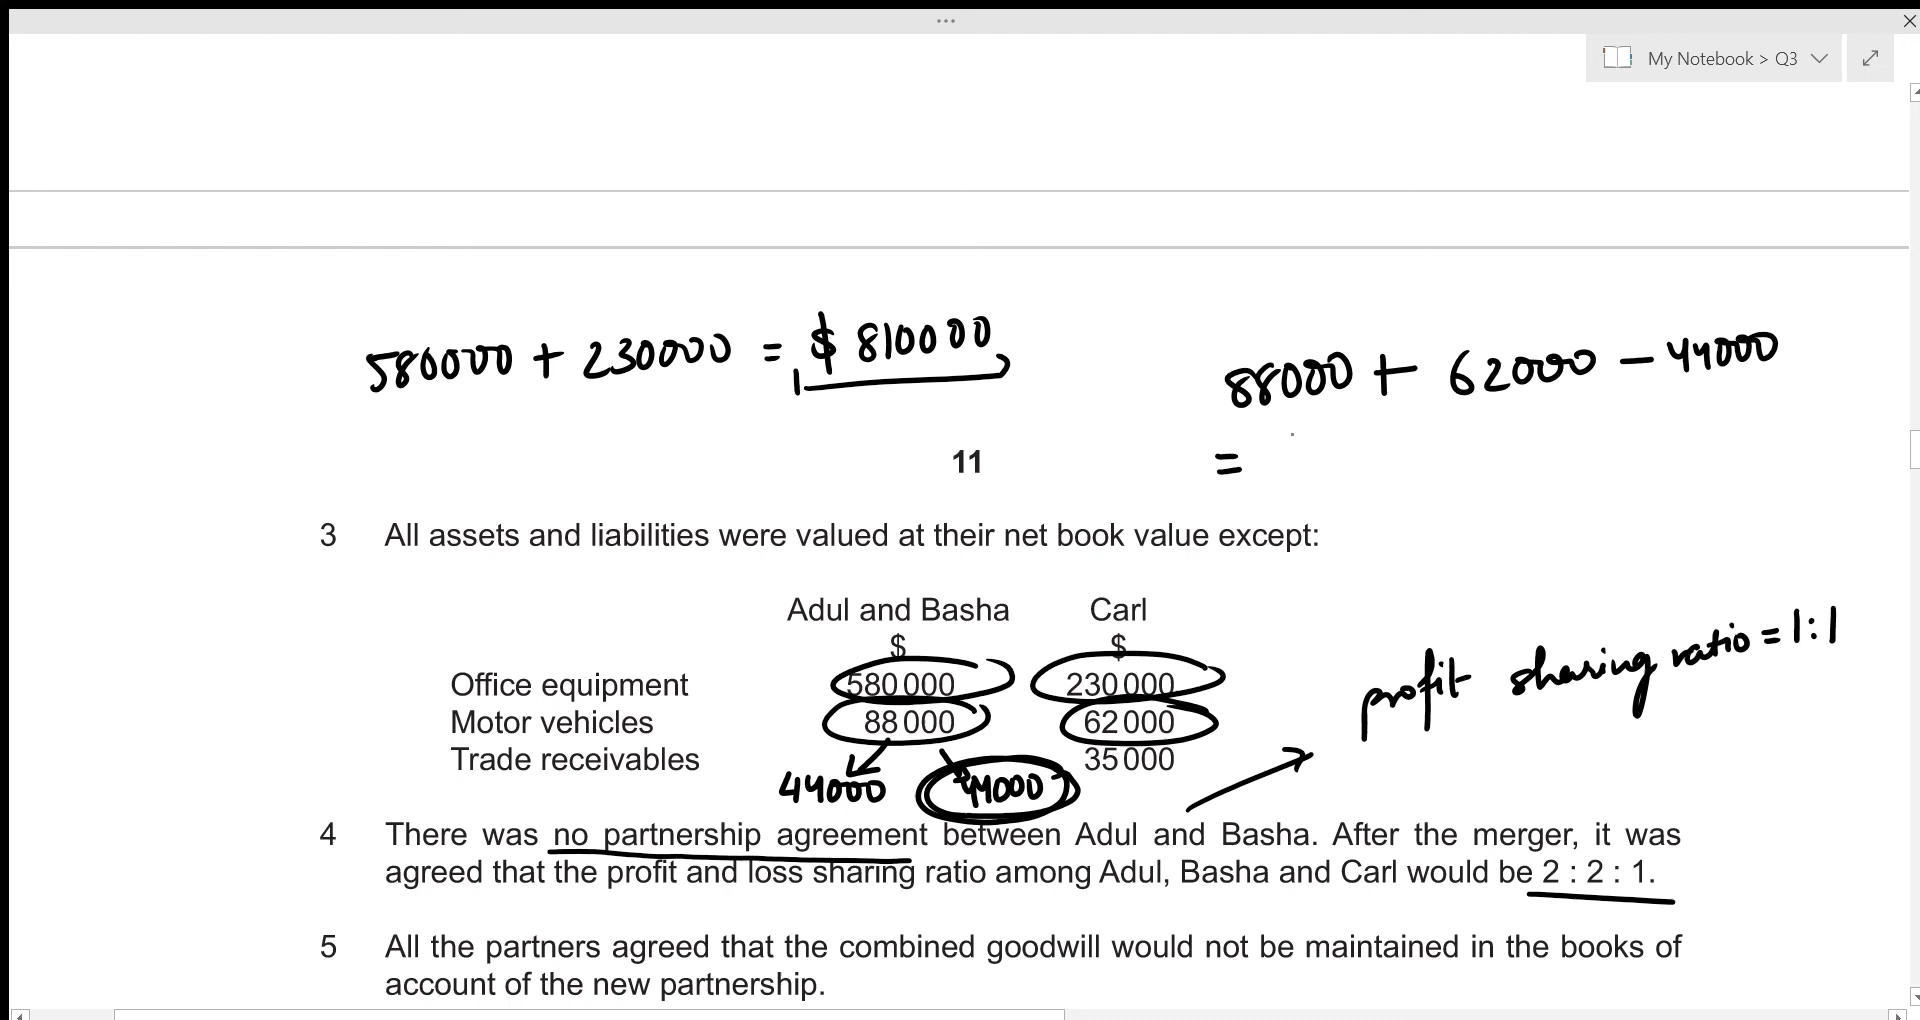 My Notebook > Q3
580000 + 230000 = $ 810000
88000 + 62000 - 44000
=
11
3 All assets and liabilities were valued at their net book value except:
Adul and Basha Carl
$ $
Office equipment 580 000 230 000
Motor vehicles 88 000 62 000
Trade receivables 35 000
44000 44000
profit sharing ratio = 1:1
4 There was no partnership agreement between Adul and Basha. After the merger, it was
agreed that the profit and loss sharing ratio among Adul, Basha and Carl would be 2 : 2 : 1.
5 All the partners agreed that the combined goodwill would not be maintained in the books of
account of the new partnership.